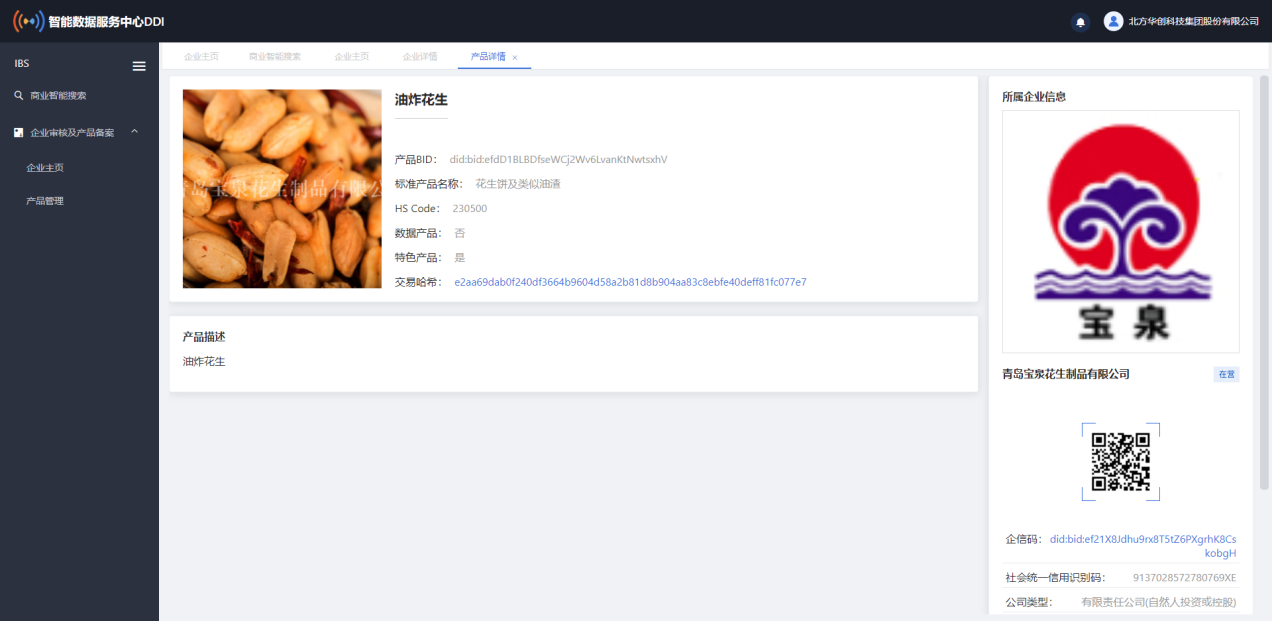 智能数据服务中心DDI
北方华创科技集团股份有限公司
IBS
商业智能搜索
企业审核及产品备案
企业主页
产品管理
企业主页
商业智能搜索
企业主页
企业详情
产品详情 ×
青岛宝泉花生制品有限公
油炸花生
产品BID: did:bid:efdD1BLBDfseWCj2Wv6LvanKtNwtsxhV
标准产品名称: 花生饼及类似油渣
HS Code: 230500
数据产品: 否
特色产品: 是
交易哈希: e2aa69dab0f240df3664b9604d58a2b81d8b904aa83c8ebfe40deff81fc077e7
产品描述
油炸花生
所属企业信息
宝泉
青岛宝泉花生制品有限公司
在营
企信码: did:bid:ef21X8Jdhu9rx8T5tZ6PXgrhK8Cs
kobgH
社会统一信用识别码: 9137028572780769XE
公司类型: 有限责任公司(自然人投资或控股)